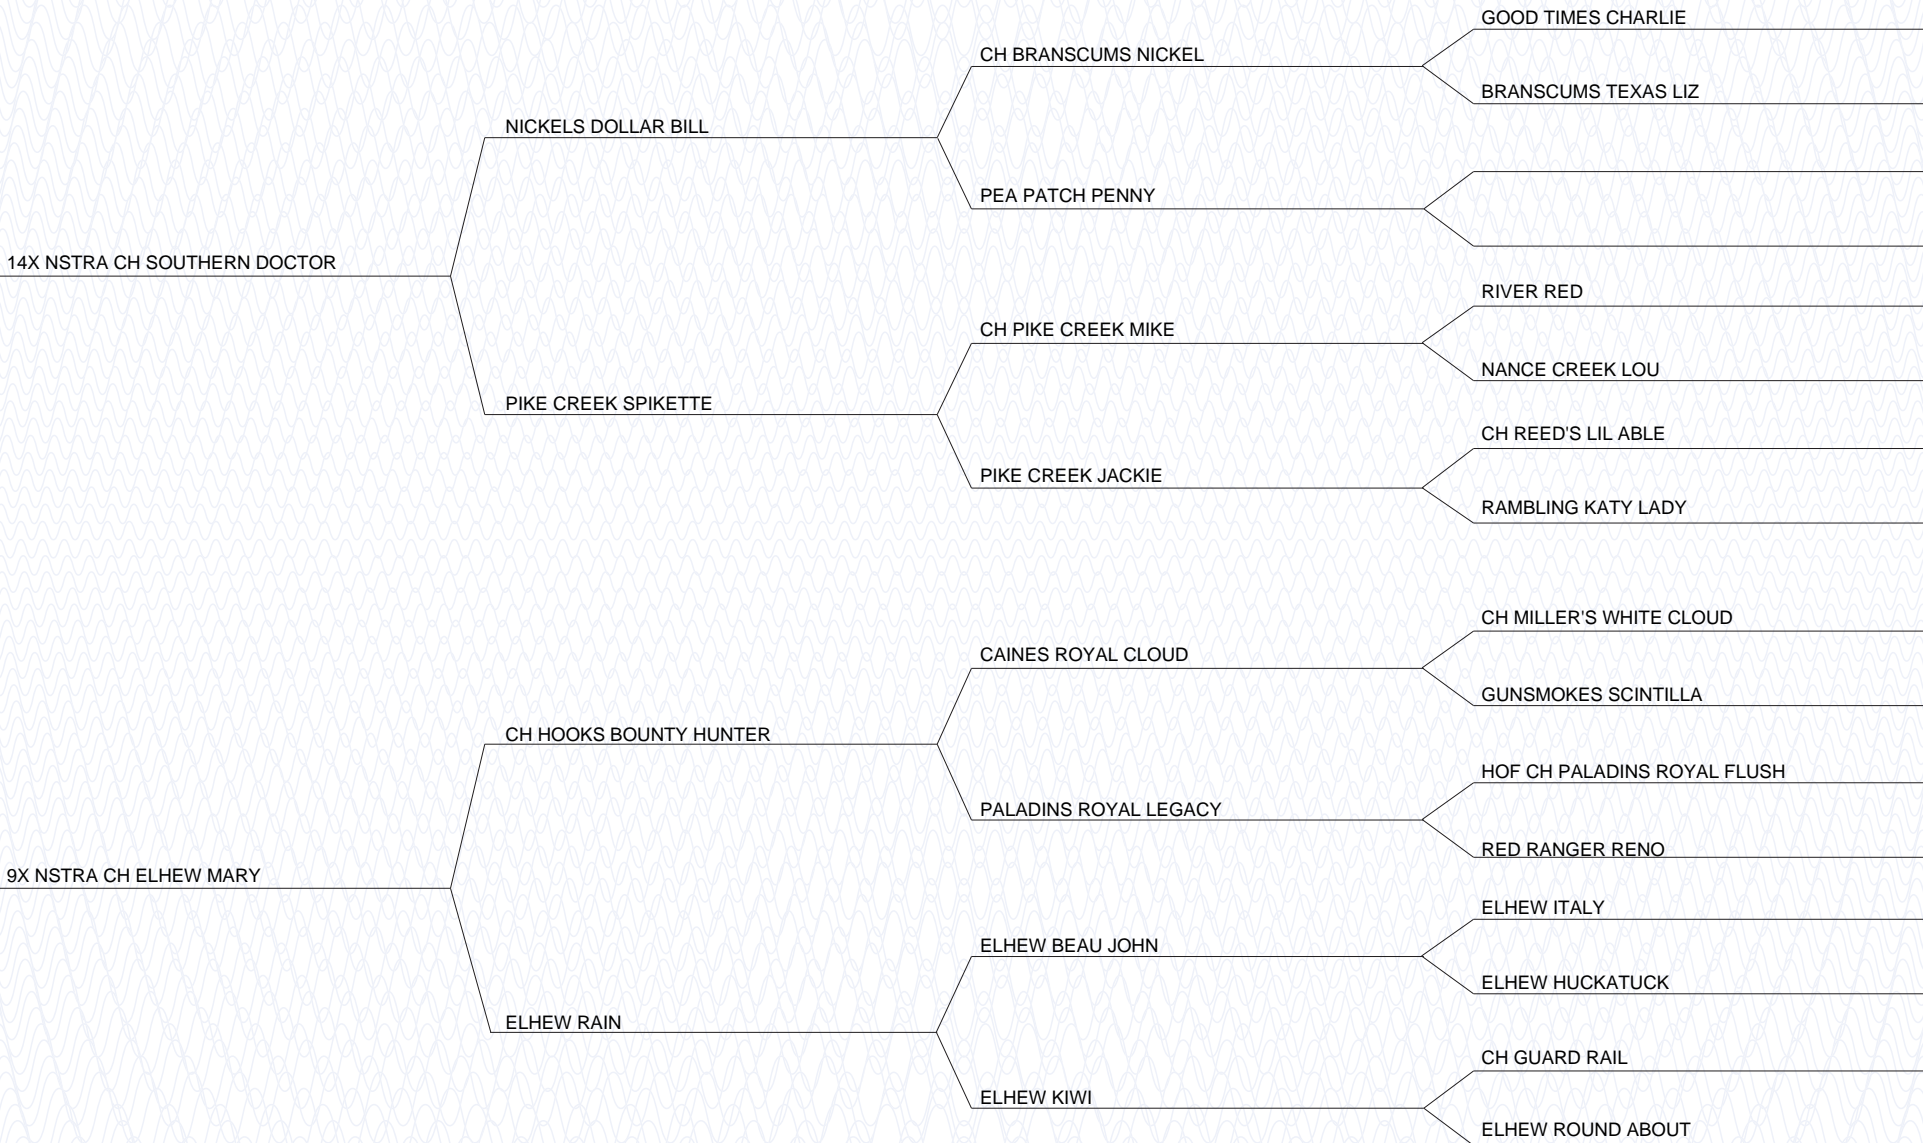 GOOD TIMES CHARLIE
CH BRANSCUMS NICKEL
BRANSCUMS TEXAS LIZ
NICKELS DOLLAR BILL
PEA PATCH PENNY
14X NSTRA CH SOUTHERN DOCTOR
RIVER RED
CH PIKE CREEK MIKE
NANCE CREEK LOU
PIKE CREEK SPIKETTE
CH REED'S LIL ABLE
PIKE CREEK JACKIE
RAMBLING KATY LADY
CH MILLER'S WHITE CLOUD
CAINES ROYAL CLOUD
GUNSMOKES SCINTILLA
CH HOOKS BOUNTY HUNTER
HOF CH PALADINS ROYAL FLUSH
PALADINS ROYAL LEGACY
RED RANGER RENO
9X NSTRA CH ELHEW MARY
ELHEW ITALY
ELHEW BEAU JOHN
ELHEW HUCKATUCK
ELHEW RAIN
CH GUARD RAIL
ELHEW KIWI
ELHEW ROUND ABOUT